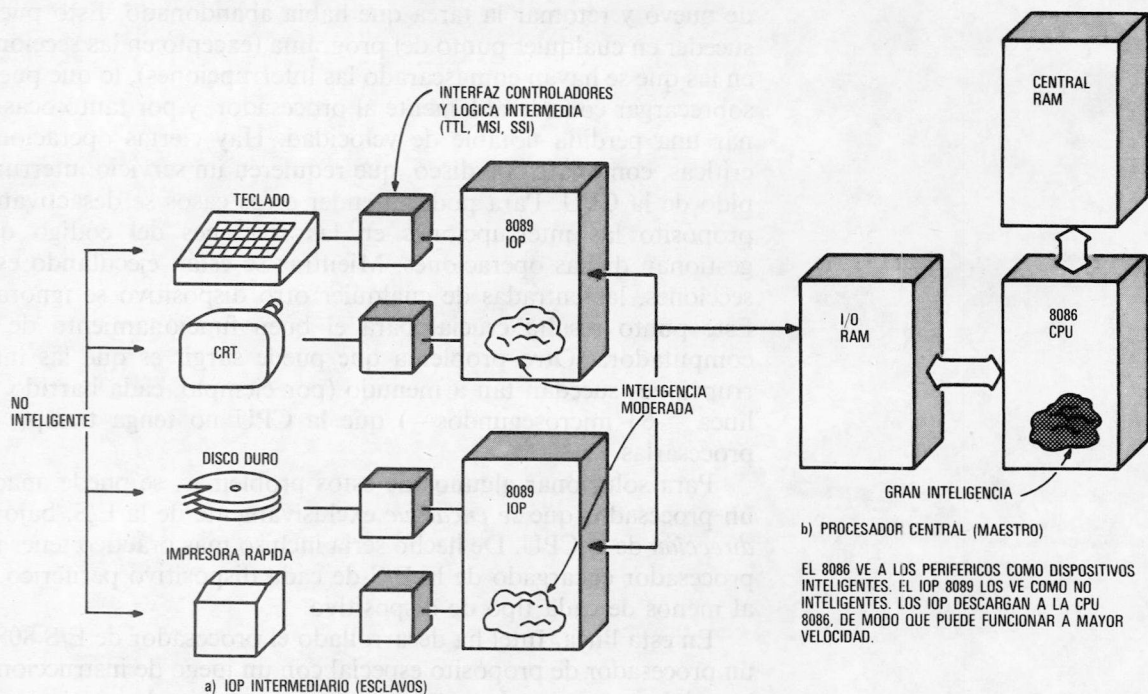 CENTRAL
RAM
INTERFAZ CONTROLADORES
Y LOGICA INTERMEDIA
(TTL, MSI, SSI)
TECLADO
8089
IOP
CRT
I/O
RAM
8086
CPU
NO
INTELIGENTE
INTELIGENCIA
MODERADA
DISCO DURO
8089
IOP
GRAN INTELIGENCIA
IMPRESORA RAPIDA
b) PROCESADOR CENTRAL (MAESTRO)
EL 8086 VE A LOS PERIFERICOS COMO DISPOSITIVOS
INTELIGENTES. EL IOP 8089 LOS VE COMO NO
INTELIGENTES. LOS IOP DESCARGAN A LA CPU
8086, DE MODO QUE PUEDE FUNCIONAR A MAYOR
VELOCIDAD.
a) IOP INTERMEDIARIO (ESCLAVOS)